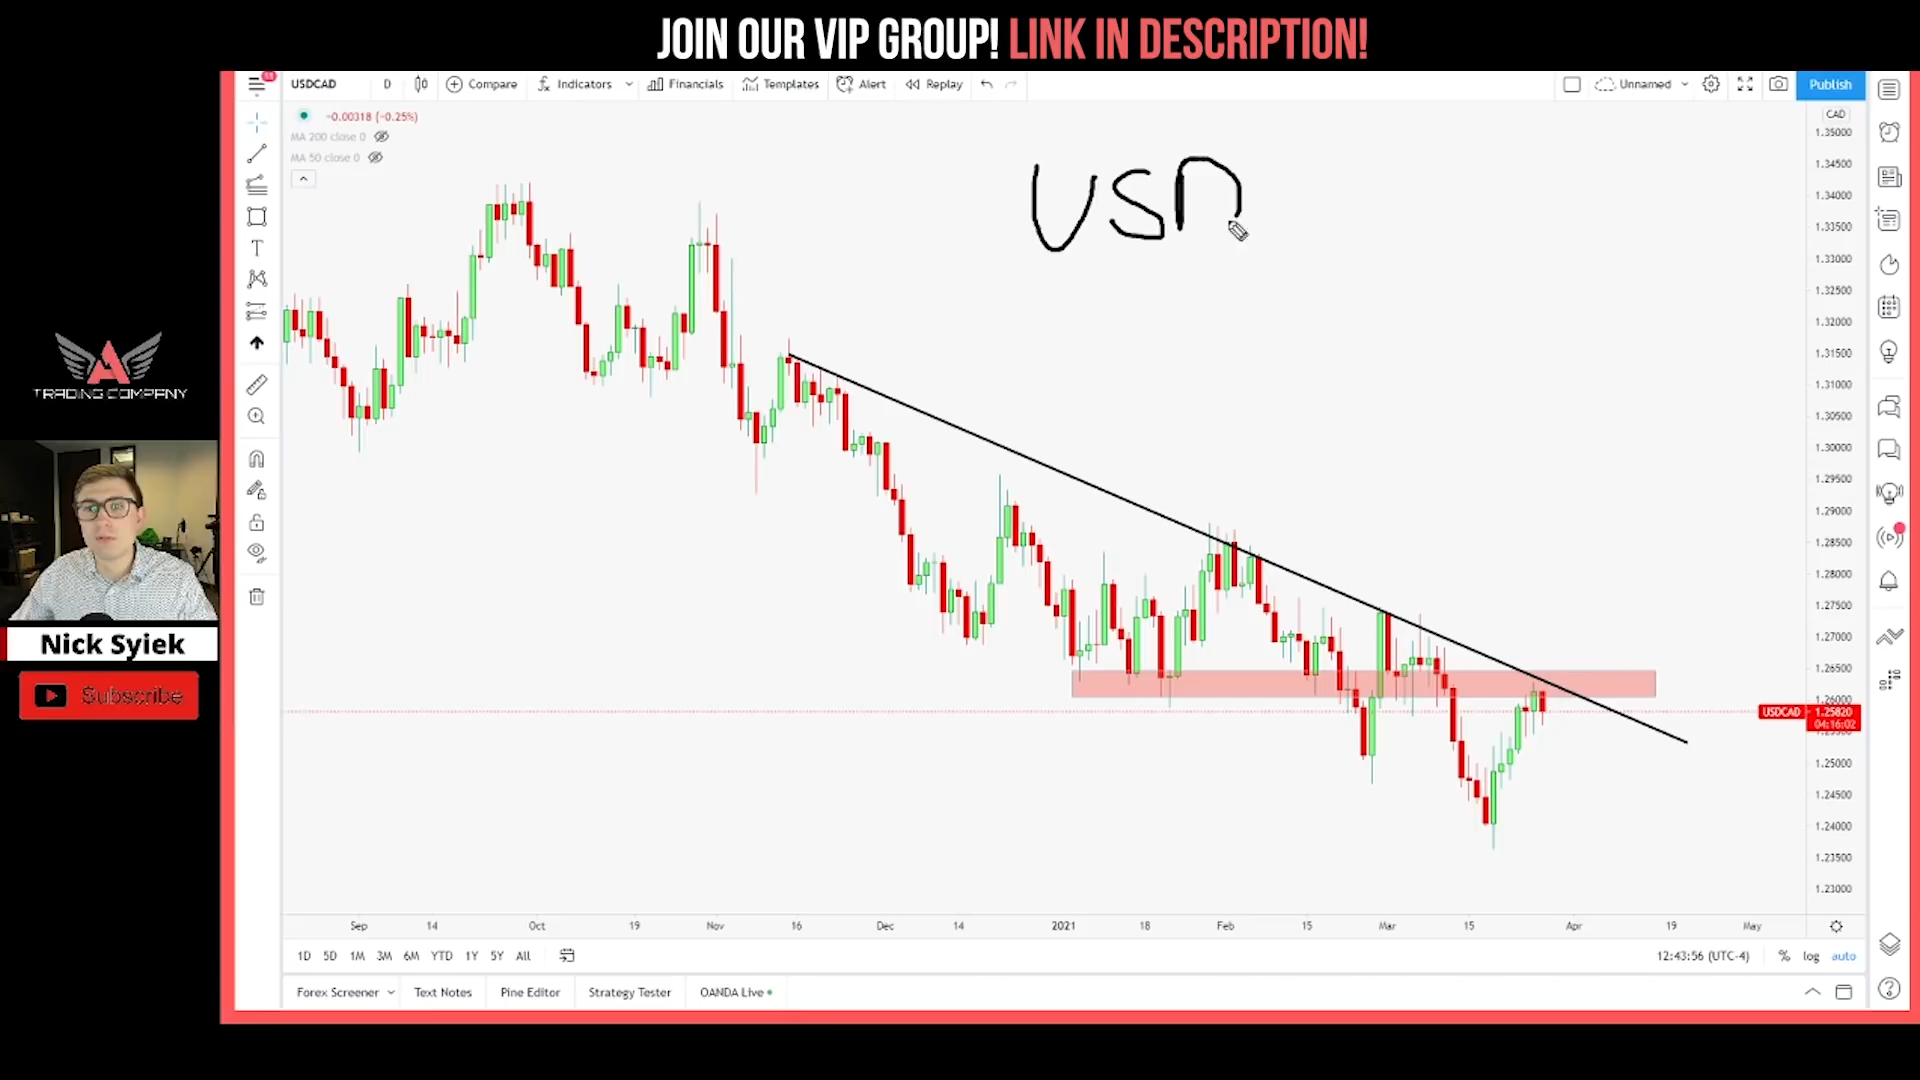 JOIN OUR VIP GROUP! LINK IN DESCRIPTION!
11
USDCAD D Compare Indicators Financials Templates Alert Replay Unnamed Publish
−0.00318 (−0.25%)
MA 200 close 0
MA 50 close 0
USD
CAD
1.35000
1.34500
1.34000
1.33500
1.33000
1.32500
1.32000
1.31500
1.31000
1.30500
1.30000
1.29500
1.29000
1.28500
1.28000
1.27500
1.27000
1.26500
1.26000
USDCAD 1.25820
04:16:02
1.25000
1.24500
1.24000
1.23500
1.23000
A
TRADING COMPANY
Nick Syiek
Subscribe
Sep 14 Oct 19 Nov 16 Dec 14 2021 18 Feb 15 Mar 15 Apr 19 May
1D 5D 1M 3M 6M YTD 1Y 5Y All 12:43:56 (UTC-4) % log auto
Forex Screener Text Notes Pine Editor Strategy Tester OANDA Live